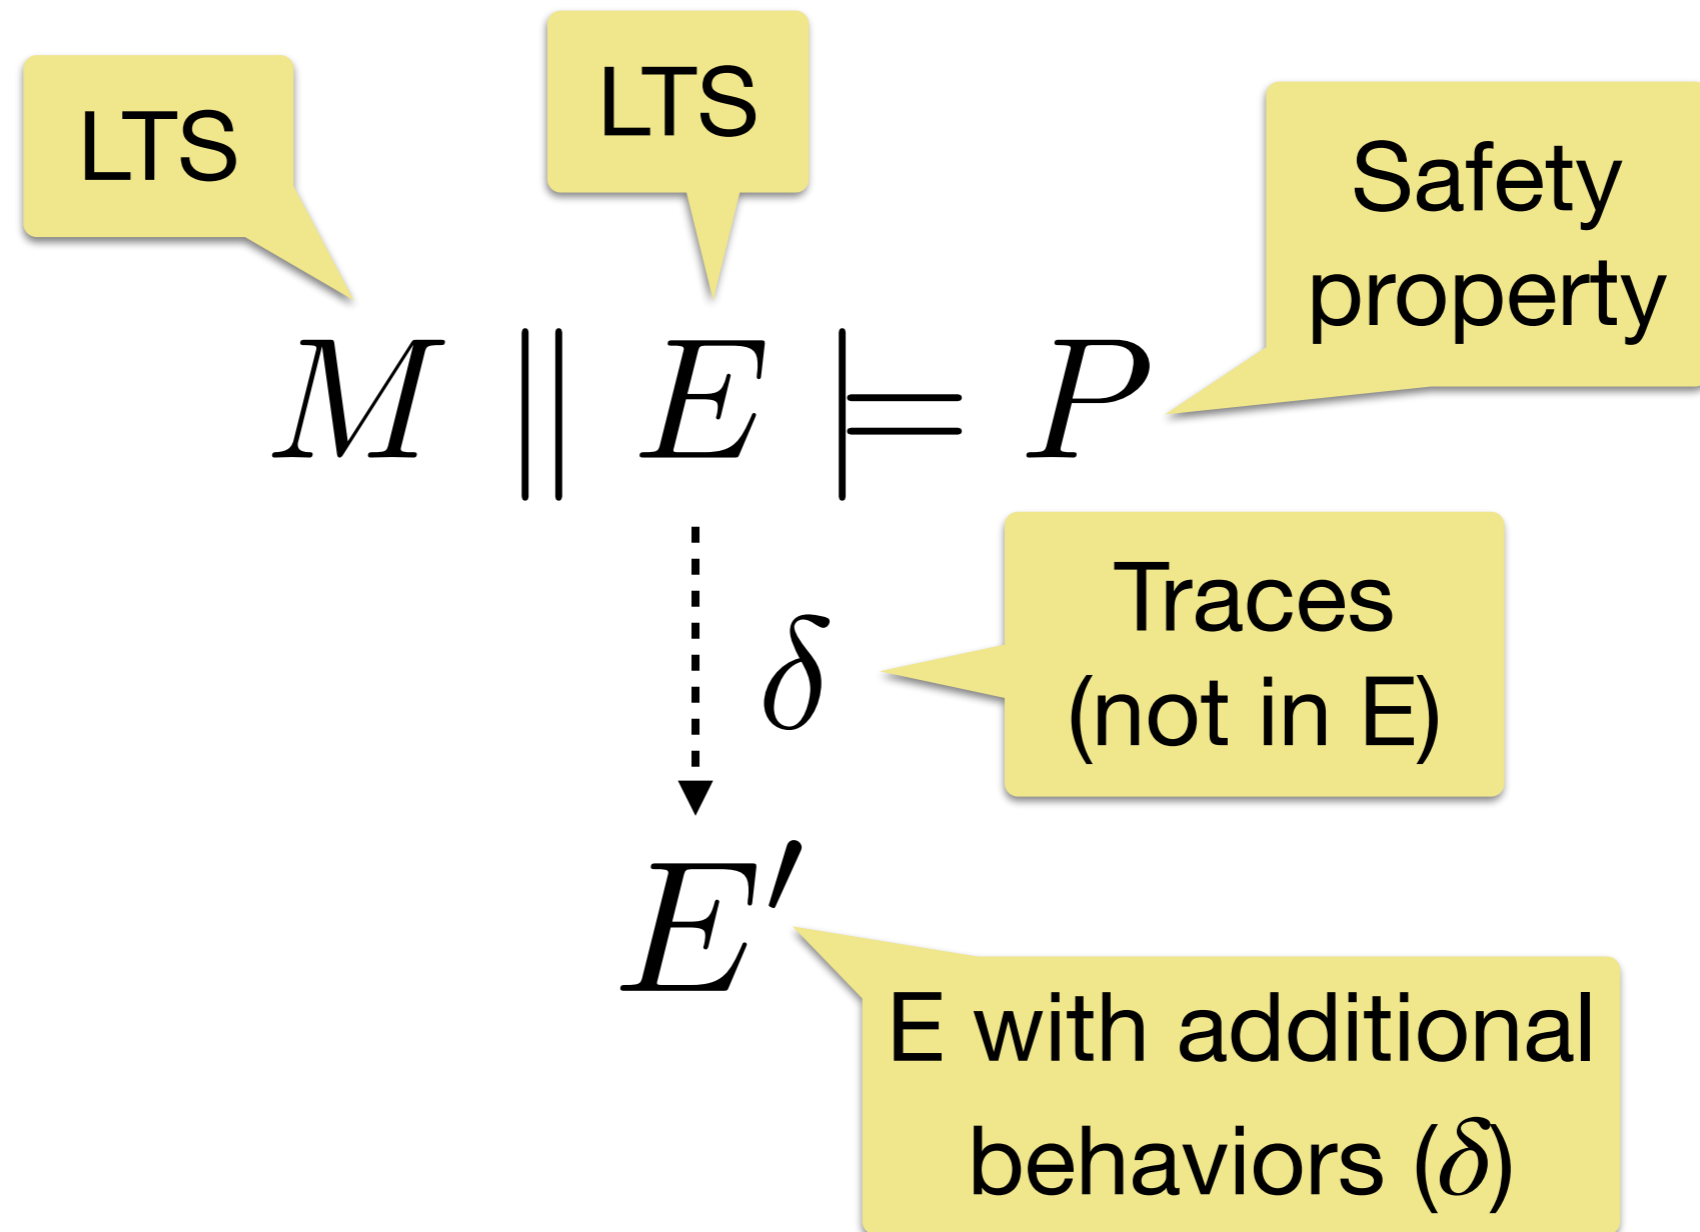 LTS
LTS
Safety
property
M || E ⊨ P
Traces
(not in E)
δ
E′
E with additional
behaviors (δ)